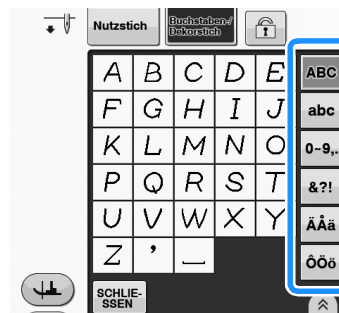 Nutzstich
Buchstaben-/
Dekorstich
A B C D E
F G H I J
K L M N O
P Q R S T
U V W X Y
Z ’ _
ABC
abc
0~9,.
&?!
ÄÅä
ÔÖö
SCHLIE-
SSEN